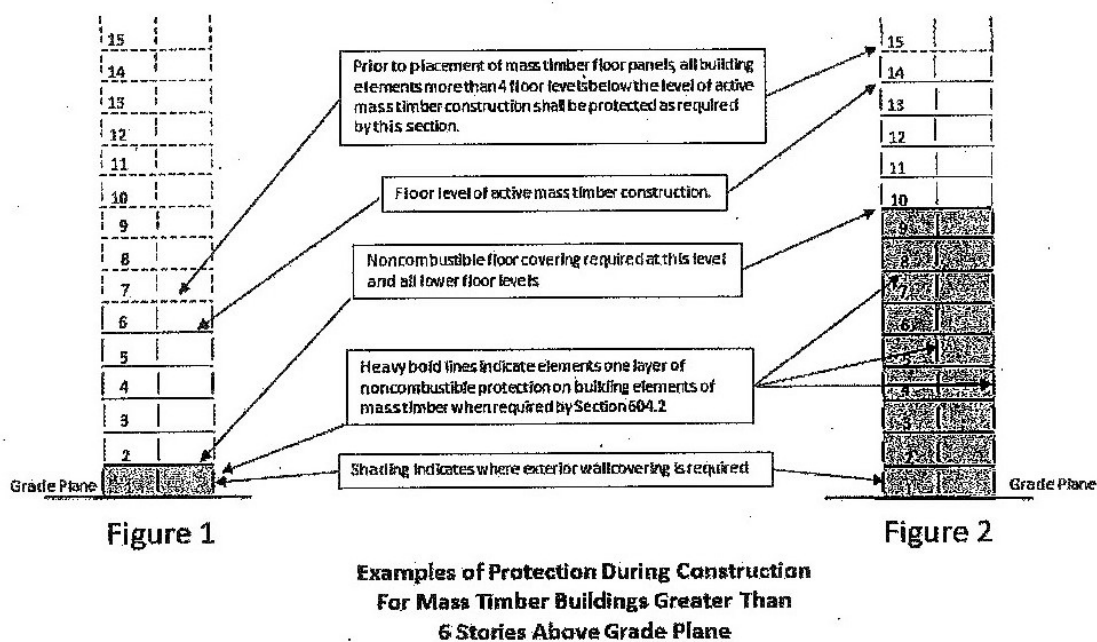 15
14
13
12
11
10
9
8
7
6
5
4
3
2
1
Grade Plane
Figure 1
Prior to placement of mass timber floor panels, all building
elements more than 4 floor levels below the level of active
mass timber construction shall be protected as required
by this section.
Floor level of active mass timber construction.
Noncombustible floor covering required at this level
and all lower floor levels
Heavy bold lines indicate elements one layer of
noncombustible protection on building elements of
mass timber when required by Section 604.2
Shading indicates where exterior wallcovering is required
15
14
13
12
11
10
9
8
7
6
5
4
3
2
1
Grade Plane
Figure 2
Examples of Protection During Construction
For Mass Timber Buildings Greater Than
6 Stories Above Grade Plane